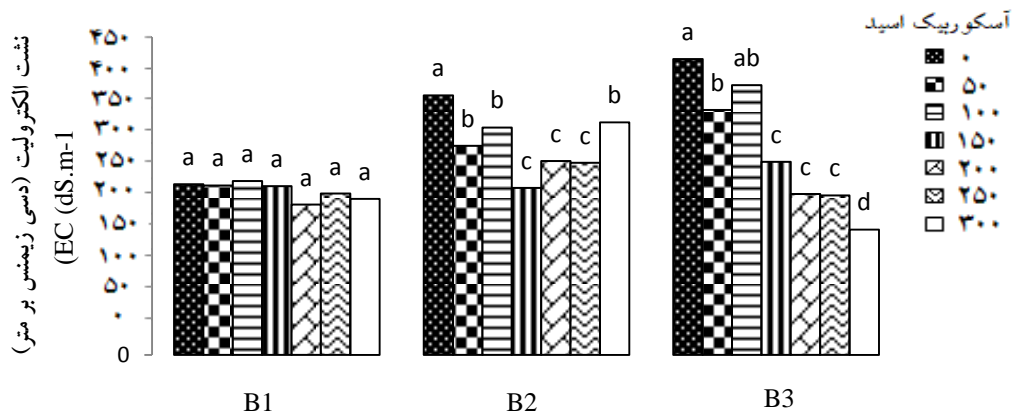 نشت الکترولیت (دسی زیمنس بر متر)
(EC (dS.m-1
۴۵۰
۴۰۰
۳۵۰
۳۰۰
۲۵۰
۲۰۰
۱۵۰
۱۰۰
۵۰
۰
0
a a a a a a a
a b b c c c b
a b ab c c c d
B1 B2 B3
آسکورپیک اسید
۰
۵۰
۱۰۰
۱۵۰
۲۰۰
۲۵۰
۳۰۰